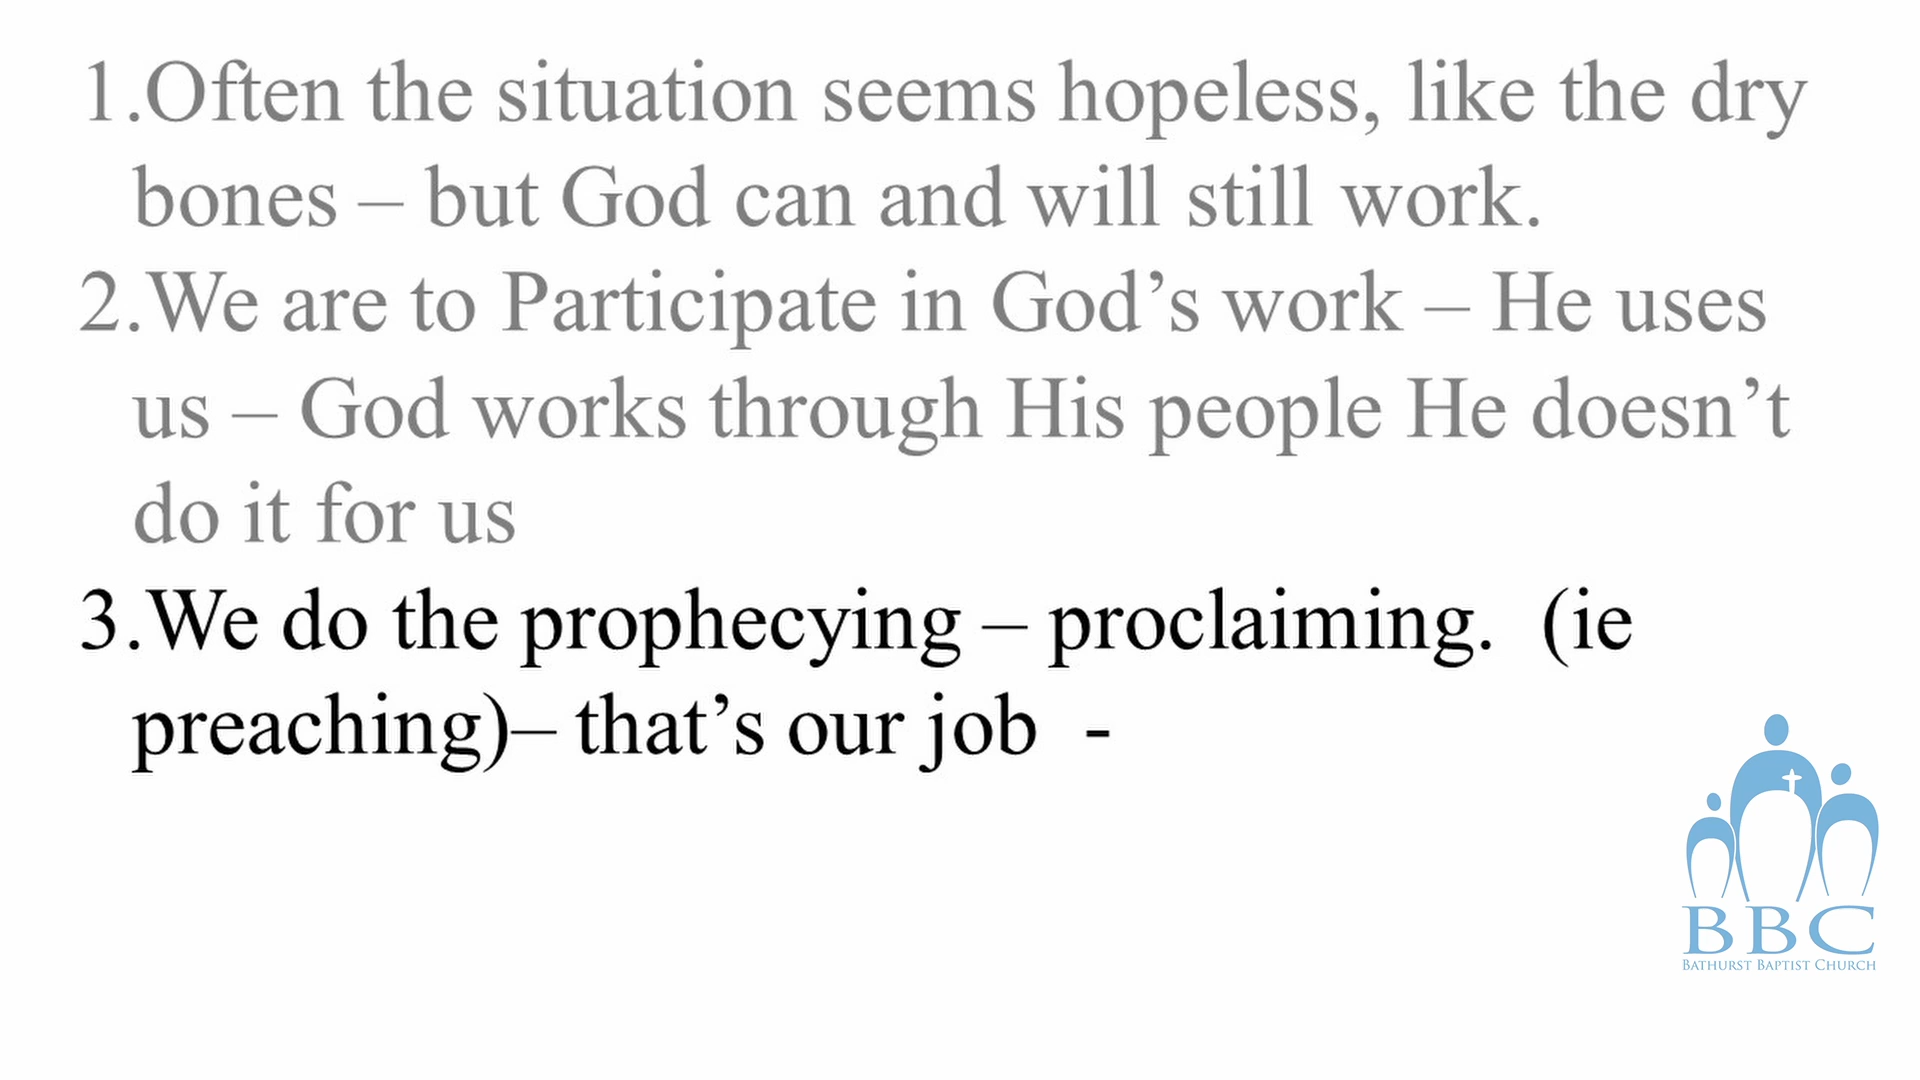 1.Often the situation seems hopeless, like the dry
bones – but God can and will still work.
2.We are to Participate in God’s work – He uses
us – God works through His people He doesn’t
do it for us
3.We do the prophecying – proclaiming.  (ie
preaching)– that’s our job  -
BBC
BATHURST BAPTIST CHURCH